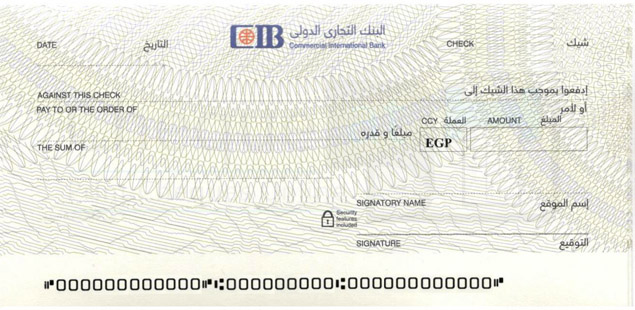 البنك التجارى الدولى
CIB Commercial International Bank
DATE التاريخ CHECK شيك
AGAINST THIS CHECK إدفعوا بموجب هذا الشيك إلى
PAY TO OR THE ORDER OF أو لأمر
CCY العملة AMOUNT المبلغ
THE SUM OF مبلغا و قدره EGP
SIGNATORY NAME إسم الموقع
Security features included
SIGNATURE التوقيع
⑈000000000000⑈⑆000000000⑆000000000000⑈